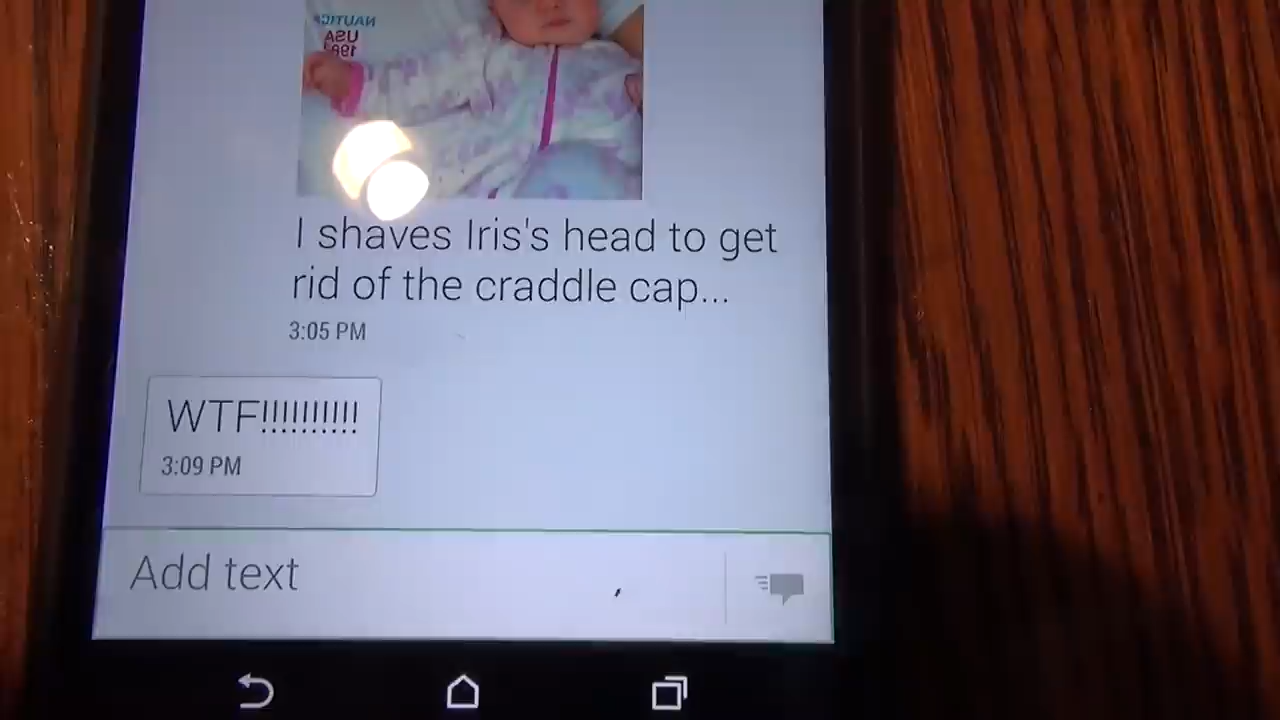 NAUTICA
USA
1983
I shaves Iris's head to get
rid of the craddle cap...
3:05 PM
WTF!!!!!!!!!!
3:09 PM
Add text